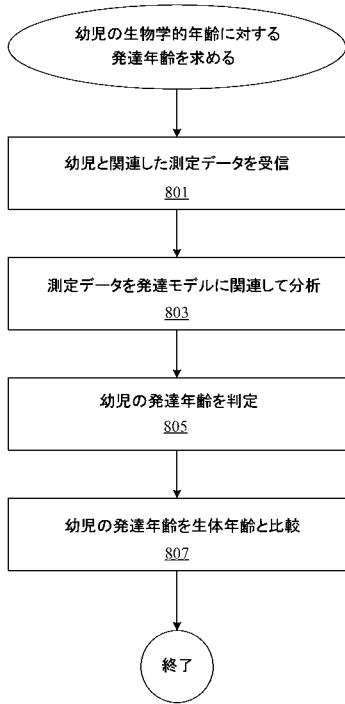 幼児の生物学的年齢に対する
発達年齢を求める
幼児と関連した測定データを受信
801
測定データを発達モデルに関連して分析
803
幼児の発達年齢を判定
805
幼児の発達年齢を生体年齢と比較
807
終了